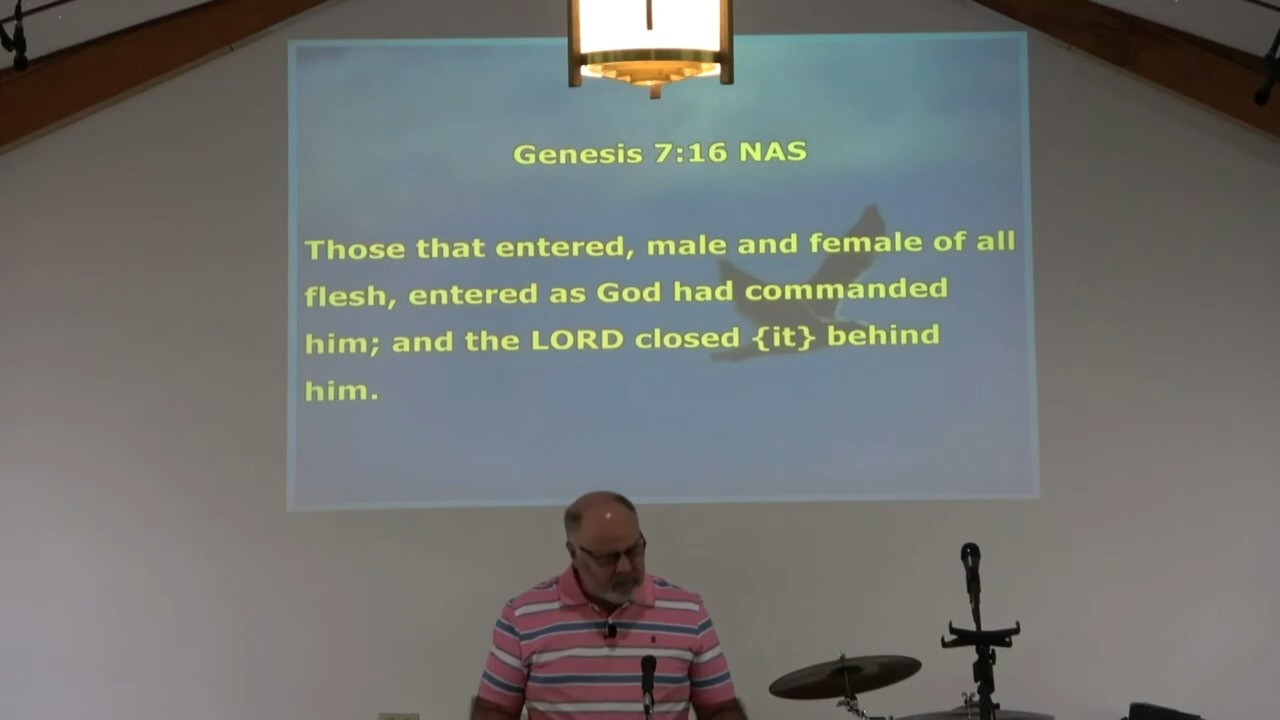 Genesis 7:16 NAS
Those that entered, male and female of all
flesh, entered as God had commanded
him; and the LORD closed {it} behind
him.